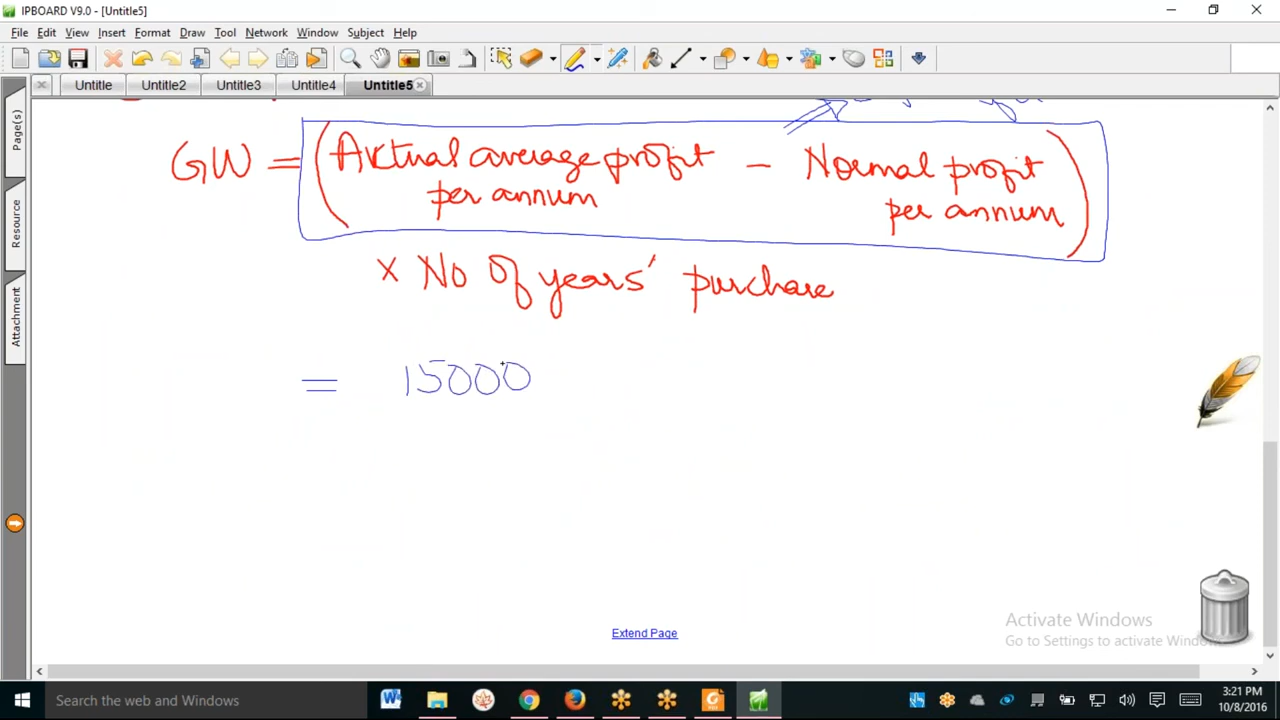 IPBOARD V9.0 - [Untitle5]
File Edit View Insert Format Draw Tool Network Window Subject Help
Untitle Untitle2 Untitle3 Untitle4 Untitle5
Page(s)
Resource
Attachment
GW = ( Aktual average profit per annum - Normal profit per annum )
× No of years' purchase
= 15000
Extend Page
Activate Windows
Go to Settings to activate Windows
Search the web and Windows
3:21 PM
10/8/2016